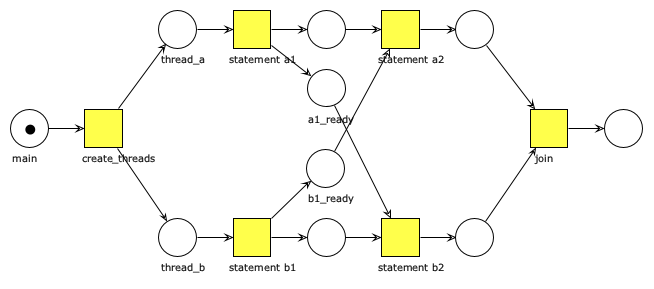 thread_a
statement a1
statement a2
a1_ready
main
create_threads
join
b1_ready
thread_b
statement b1
statement b2